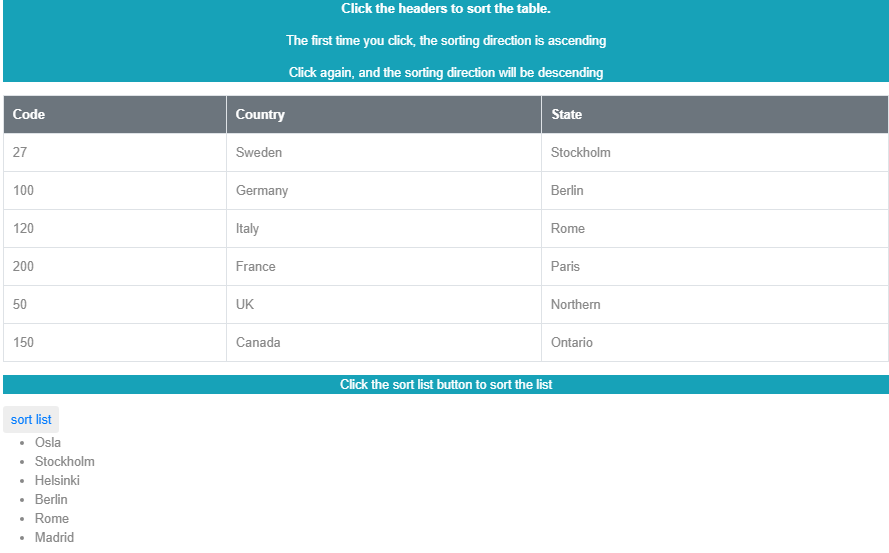 Click the headers to sort the table.
The first time you click, the sorting direction is ascending
Click again, and the sorting direction will be descending
Code Country State
27 Sweden Stockholm
100 Germany Berlin
120 Italy Rome
200 France Paris
50 UK Northern
150 Canada Ontario
Click the sort list button to sort the list
sort list
Osla
Stockholm
Helsinki
Berlin
Rome
Madrid